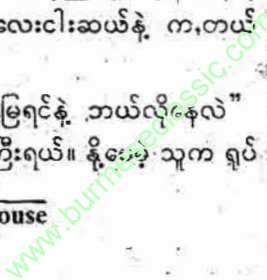 လေးငါးဆယ်နဲ့ က,တယ်
မြေရင်နဲ့ ဘယ်လိုနေလဲ”
ကြီးရယ်။ နို့ပေမဲ့ သူက ရုပ်
ouse
www.burmeseclassic.com